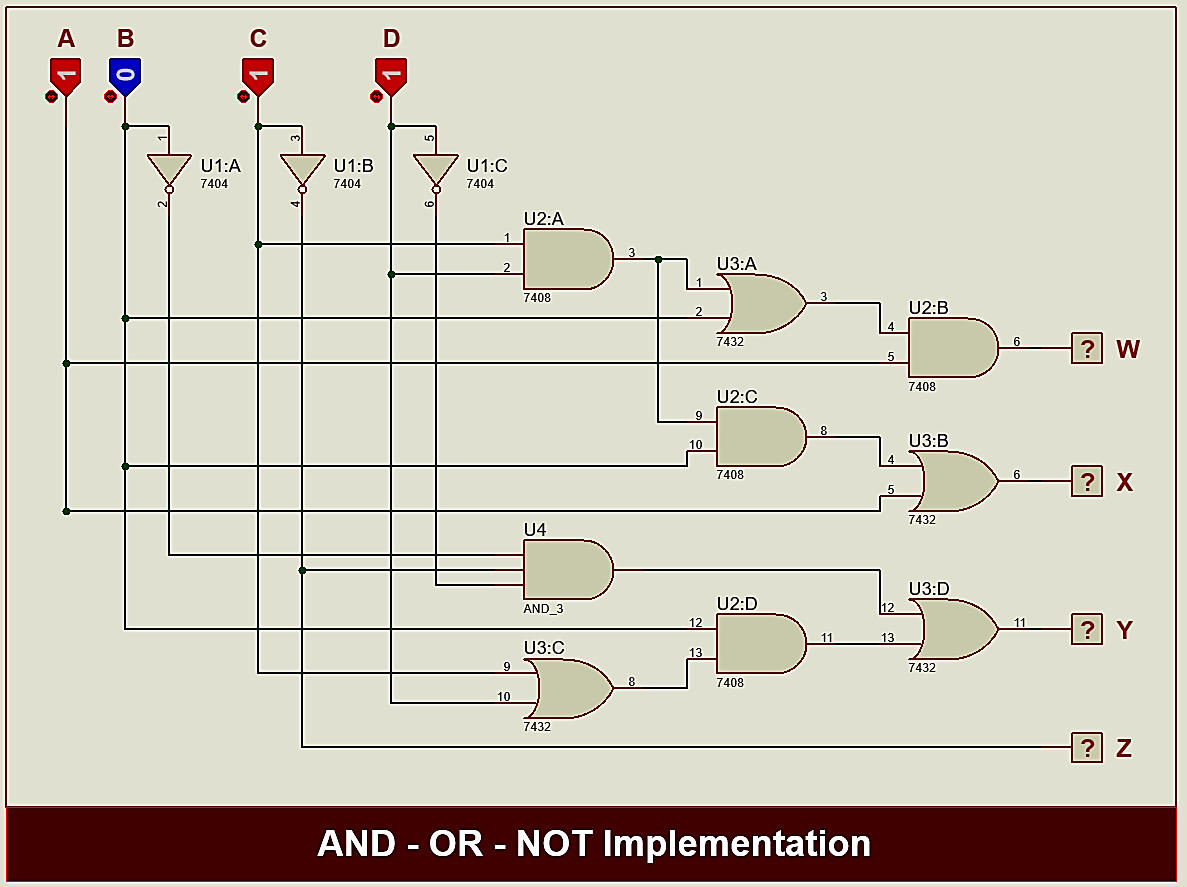 A B C D
1 0 1 1
1 3 5
U1:A U1:B U1:C
7404 7404 7404
2 4 6
U2:A
1
3
2
7408
U3:A
1
3
2
7432
U2:B
4
6 ? W
5
7408
U2:C
9
8
10
7408
U3:B
4
6 ? X
5
7432
U4
AND_3
U2:D
12
11
13
7408
U3:D
12
11 ? Y
13
7432
U3:C
9
8
10
7432
? Z
AND - OR - NOT Implementation